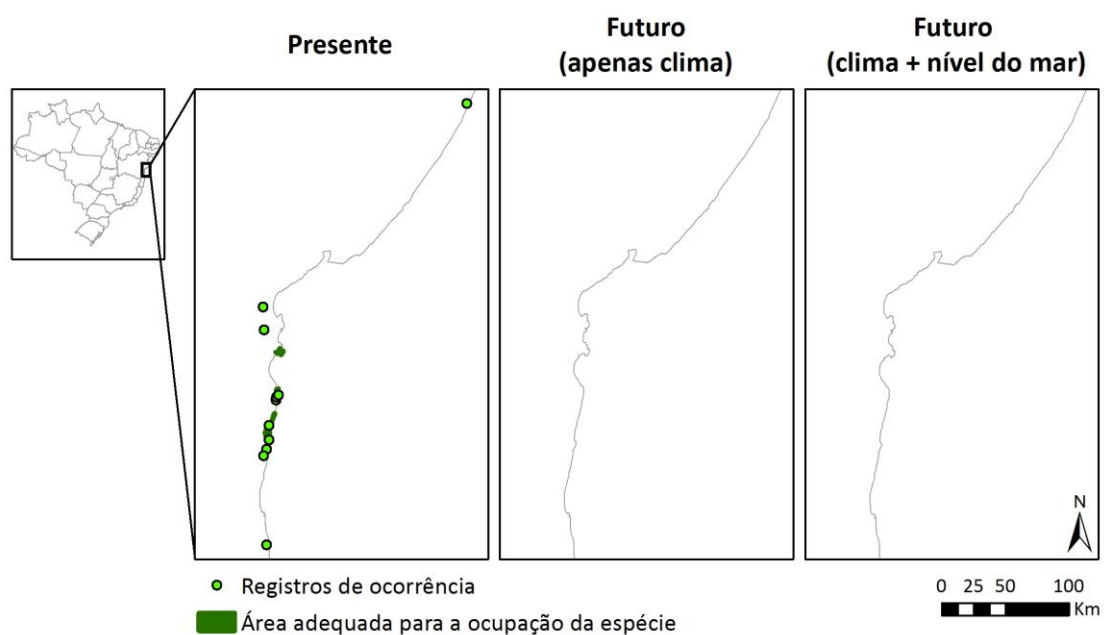 Presente
Futuro
(apenas clima)
Futuro
(clima + nível do mar)
N
Registros de ocorrência
Área adequada para a ocupação da espécie
0 25 50 100
Km